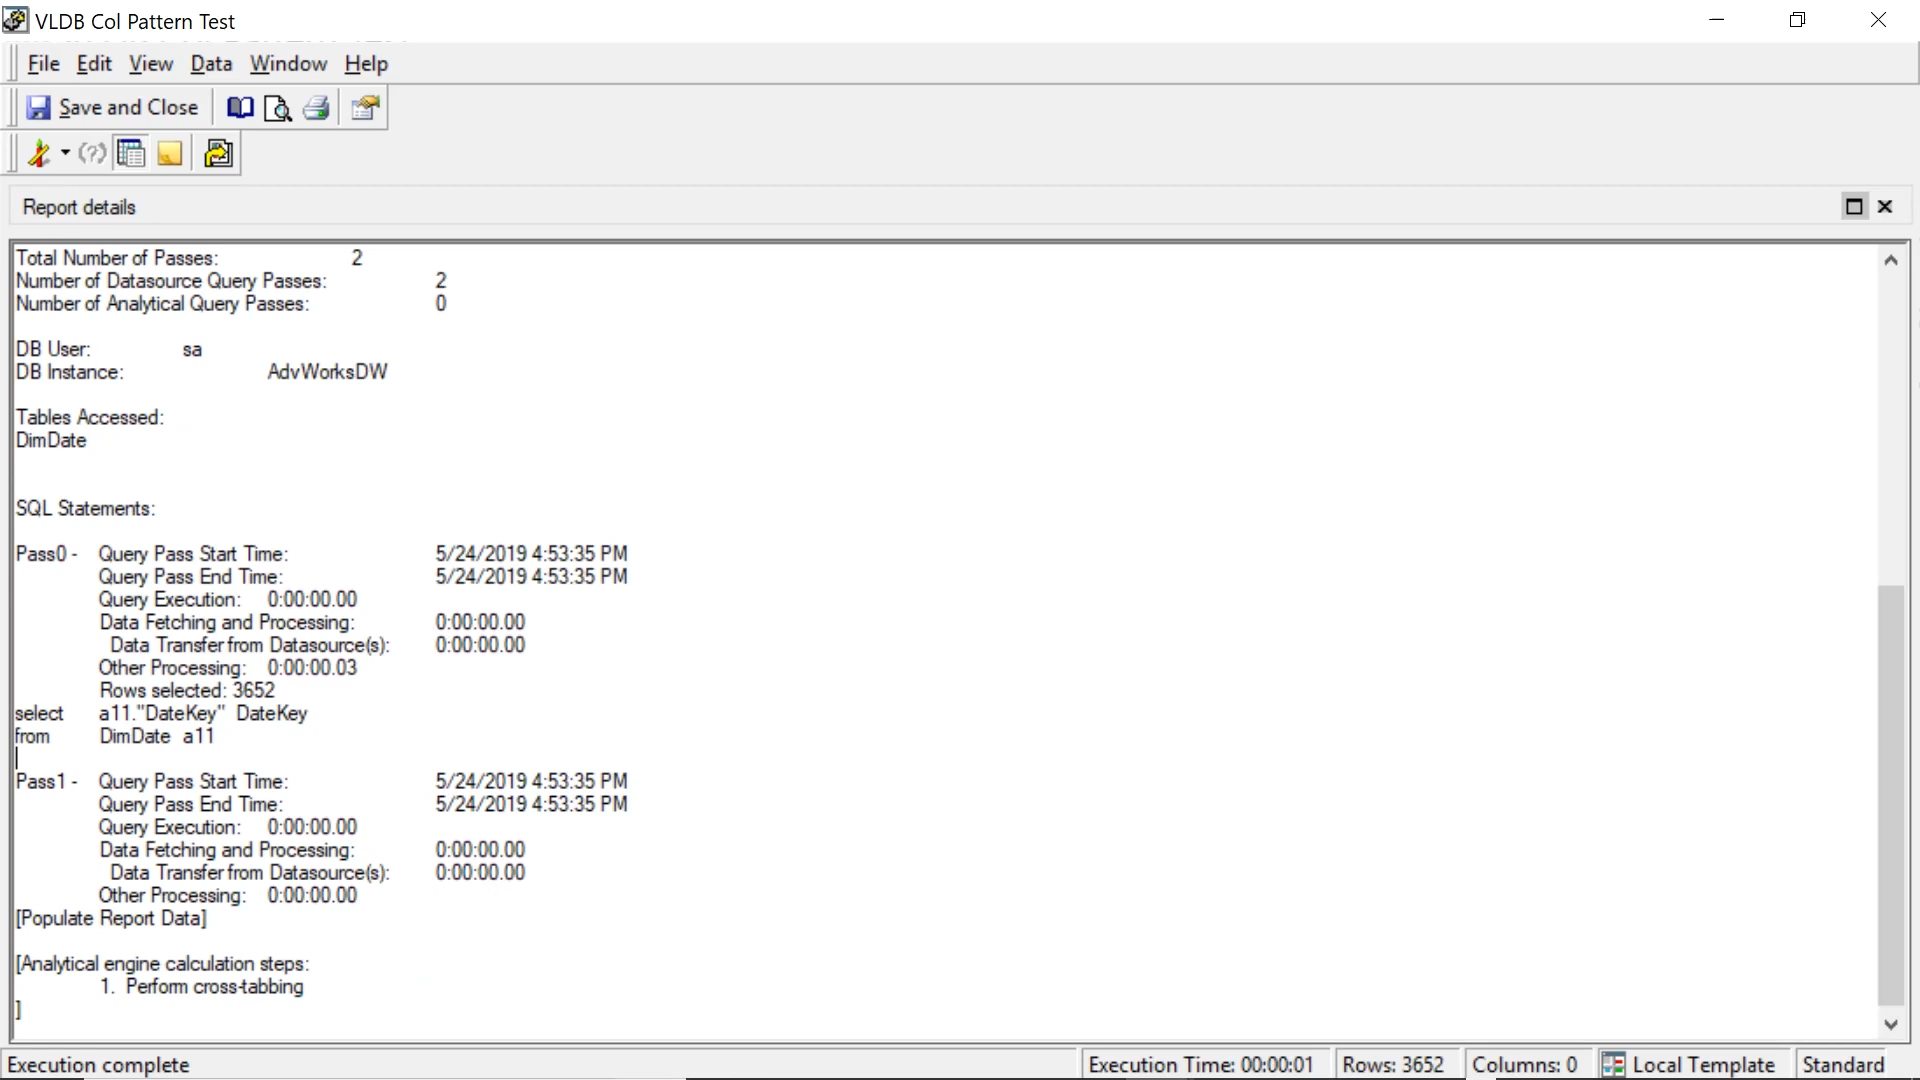 VLDB Col Pattern Test
File Edit View Data Window Help
Save and Close
Report details
Total Number of Passes: 2
Number of Datasource Query Passes: 2
Number of Analytical Query Passes: 0
DB User: sa
DB Instance: AdvWorksDW
Tables Accessed:
DimDate
SQL Statements:
Pass0 - Query Pass Start Time: 5/24/2019 4:53:35 PM
Query Pass End Time: 5/24/2019 4:53:35 PM
Query Execution: 0:00:00.00
Data Fetching and Processing: 0:00:00.00
Data Transfer from Datasource(s): 0:00:00.00
Other Processing: 0:00:00.03
Rows selected: 3652
select a11."DateKey" DateKey
from DimDate a11
Pass1 - Query Pass Start Time: 5/24/2019 4:53:35 PM
Query Pass End Time: 5/24/2019 4:53:35 PM
Query Execution: 0:00:00.00
Data Fetching and Processing: 0:00:00.00
Data Transfer from Datasource(s): 0:00:00.00
Other Processing: 0:00:00.00
[Populate Report Data]
[Analytical engine calculation steps:
1. Perform cross-tabbing
]
Execution complete Execution Time: 00:00:01 Rows: 3652 Columns: 0 Local Template Standard